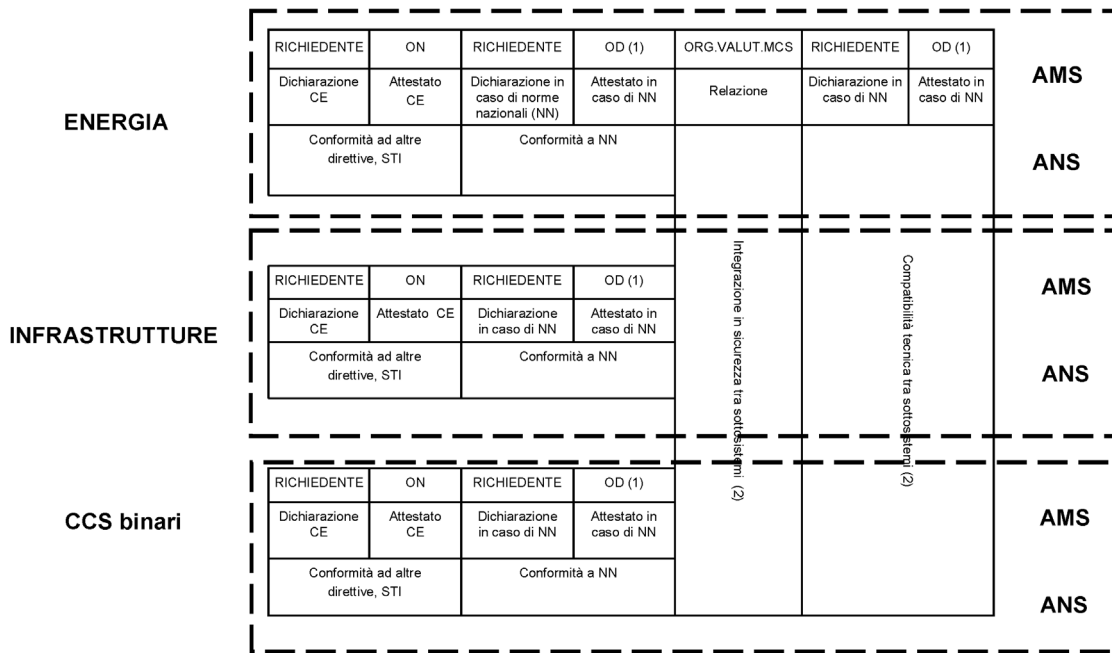 RICHIEDENTE ON RICHIEDENTE OD (1) ORG.VALUT.MCS RICHIEDENTE OD (1)
AMS
Dichiarazione CE
Attestato CE
Dichiarazione in caso di norme nazionali (NN)
Attestato in caso di NN
Relazione
Dichiarazione in caso di NN
Attestato in caso di NN
ENERGIA
Conformità ad altre direttive, STI
Conformità a NN
ANS
Integrazione in sicurezza tra sottosistemi (2)
Compatibilità tecnica tra sottosistemi (2)
RICHIEDENTE ON RICHIEDENTE OD (1)
AMS
Dichiarazione CE
Attestato CE
Dichiarazione in caso di NN
Attestato in caso di NN
INFRASTRUTTURE
Conformità ad altre direttive, STI
Conformità a NN
ANS
RICHIEDENTE ON RICHIEDENTE OD (1)
AMS
Dichiarazione CE
Attestato CE
Dichiarazione in caso di NN
Attestato in caso di NN
CCS binari
Conformità ad altre direttive, STI
Conformità a NN
ANS